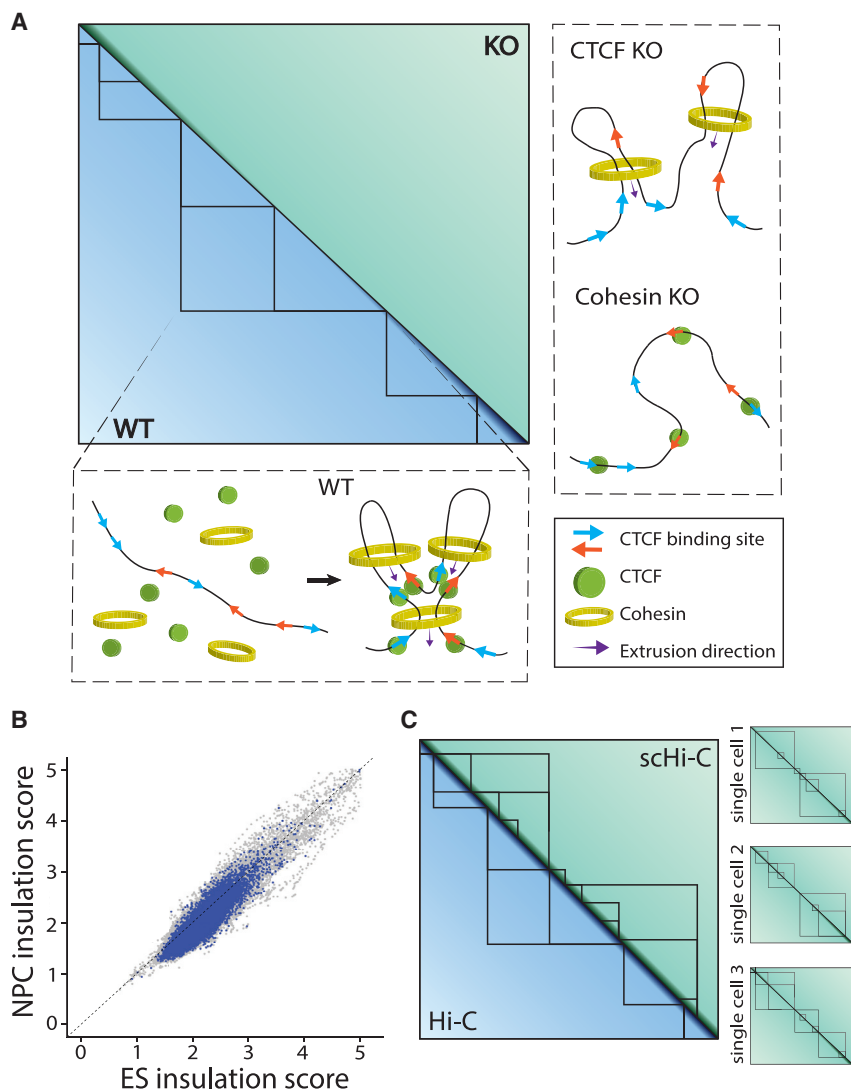 A
KO
WT
CTCF KO
Cohesin KO
WT
CTCF binding site
CTCF
Cohesin
Extrusion direction
B
NPC insulation score
5
4
3
2
1
0
0 1 2 3 4 5
ES insulation score
C
scHi-C
Hi-C
single cell 1
single cell 2
single cell 3